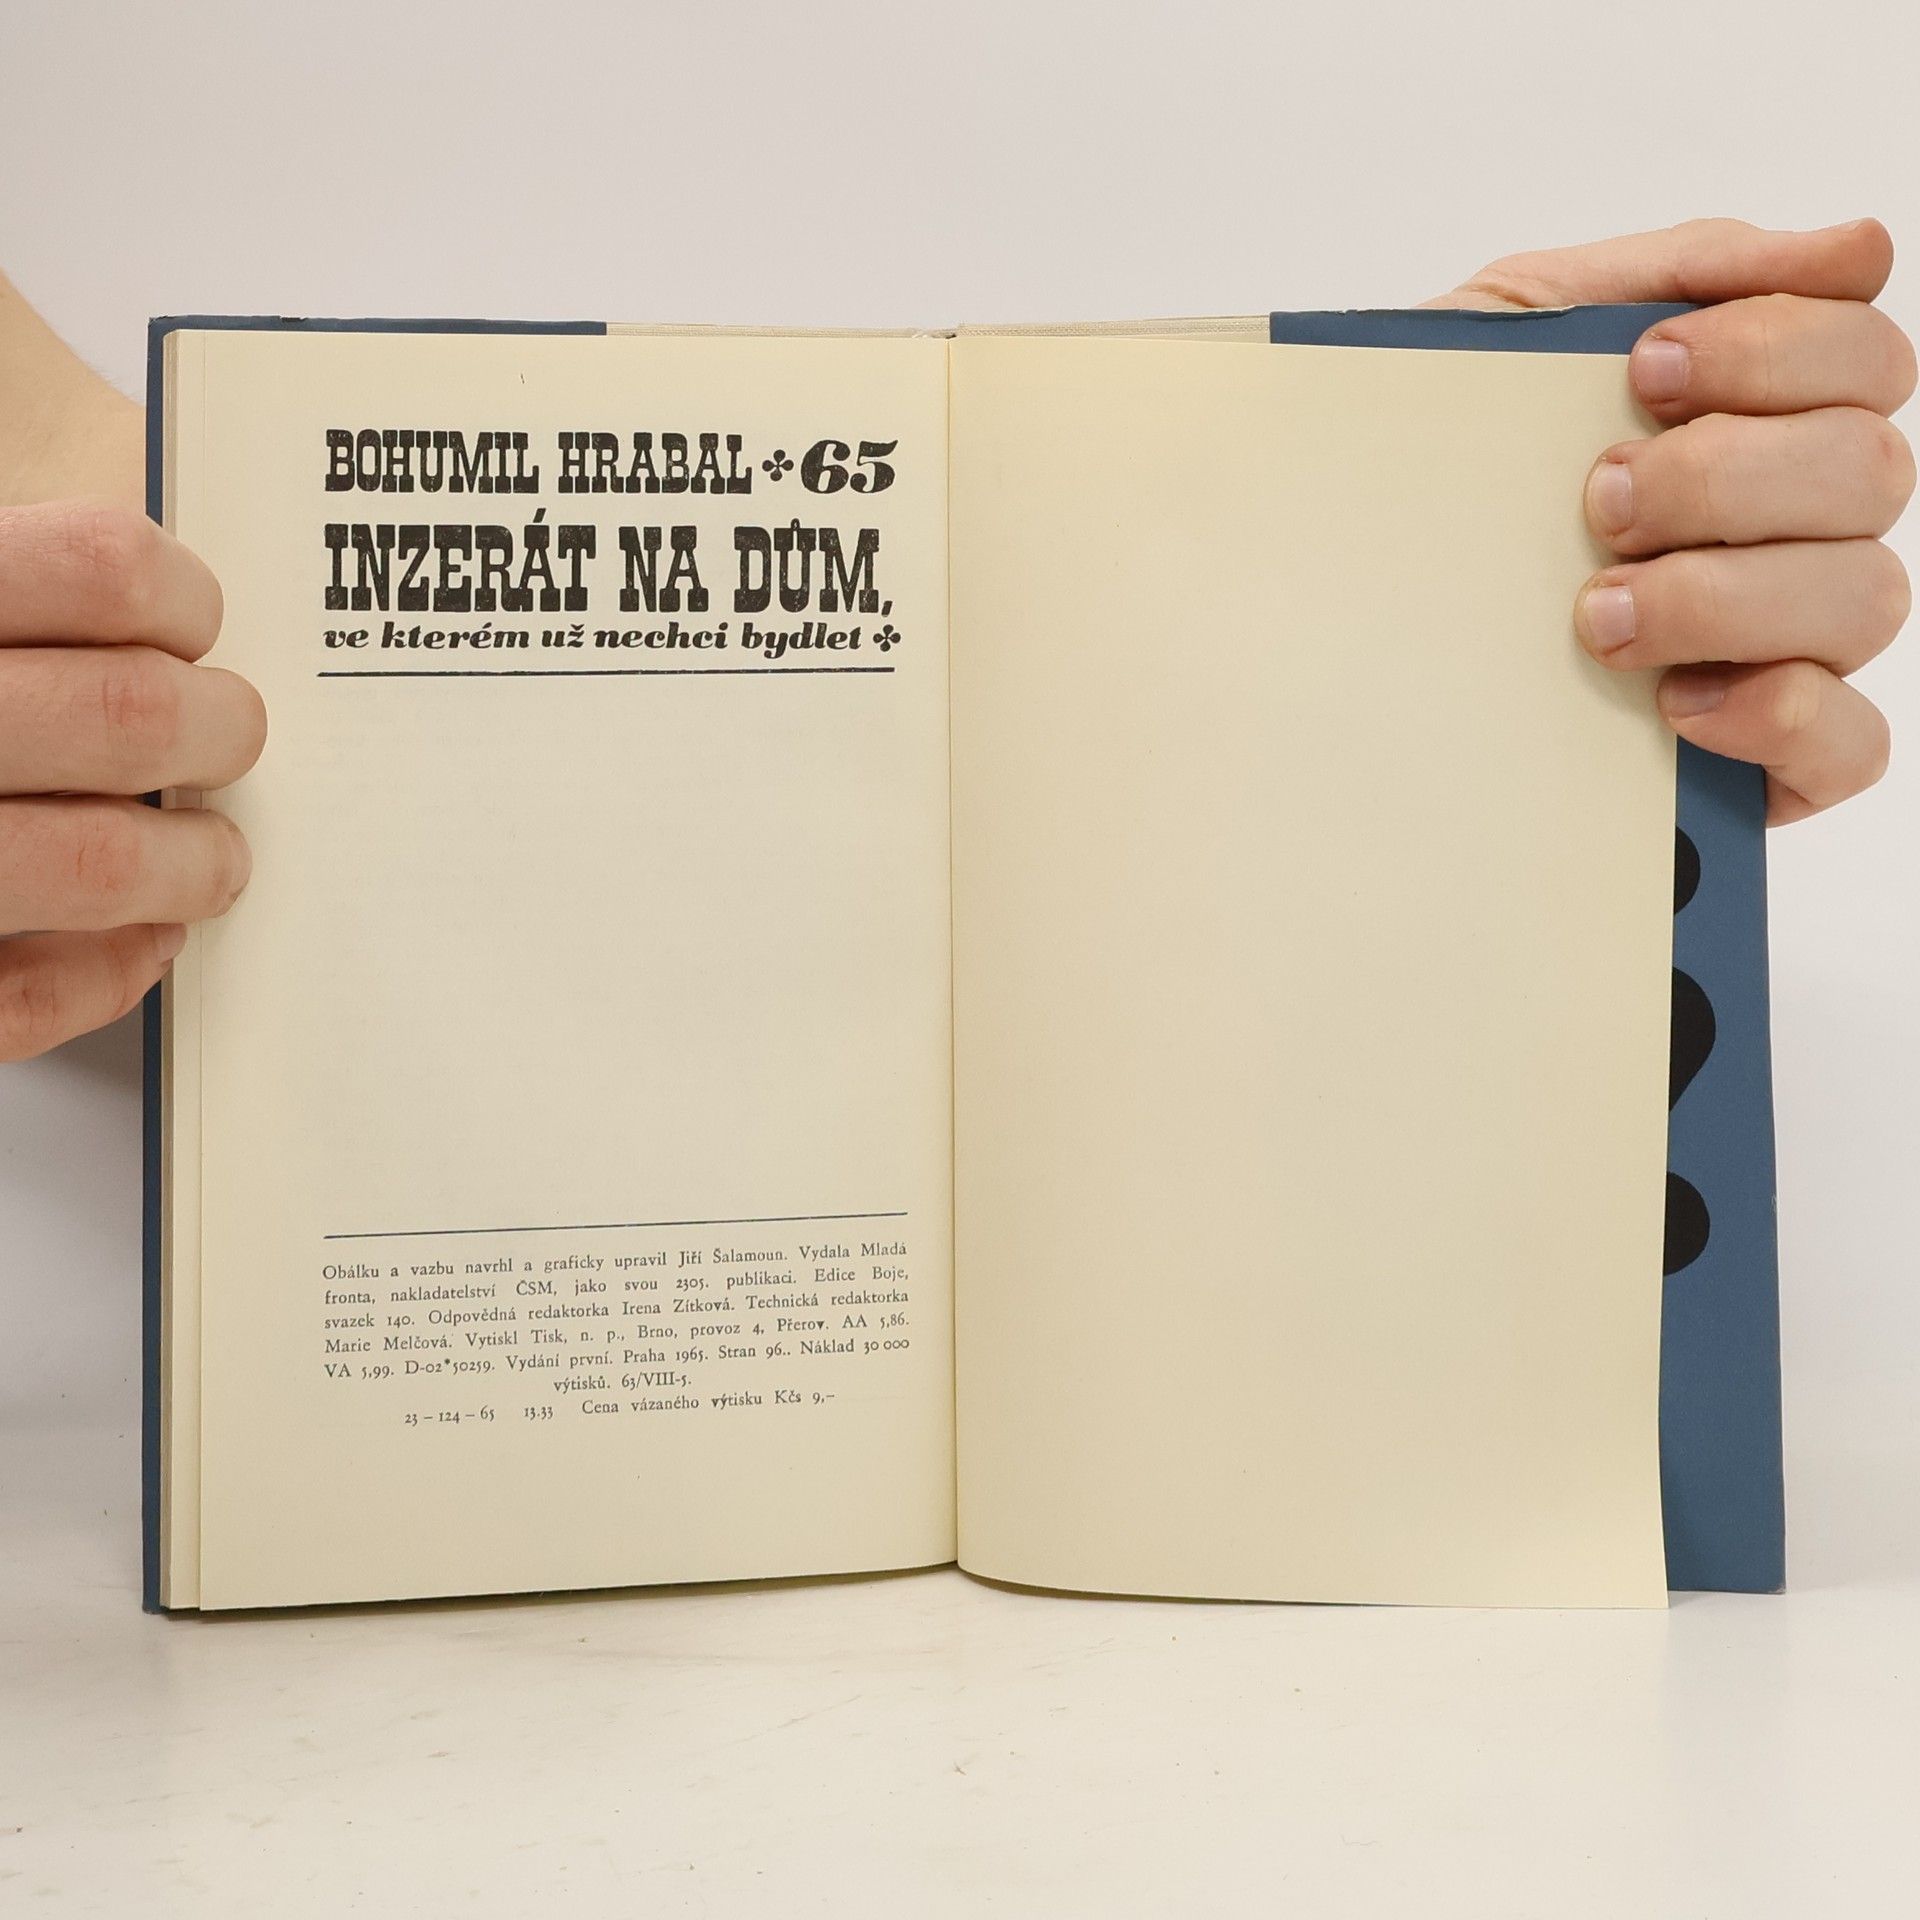 BOHUMIL HRABAL ✣ 65
INZERÁT NA DŮM,
ve kterém už nechci bydlet ✣
Obálku a vazbu navrhl a graficky upravil Jiří Šalamoun. Vydala Mladá
fronta, nakladatelství ČSM, jako svou 2305. publikaci. Edice Boje,
svazek 140. Odpovědná redaktorka Irena Zítková. Technická redaktorka
Marie Melčová. Vytiskl Tisk, n. p., Brno, provoz 4, Přerov. AA 5,86.
VA 5,99. D-02*50259. Vydání první. Praha 1965. Stran 96.. Náklad 30 000
výtisků. 63/VIII-5.
23 – 124 – 65 13.33 Cena vázaného výtisku Kčs 9,–